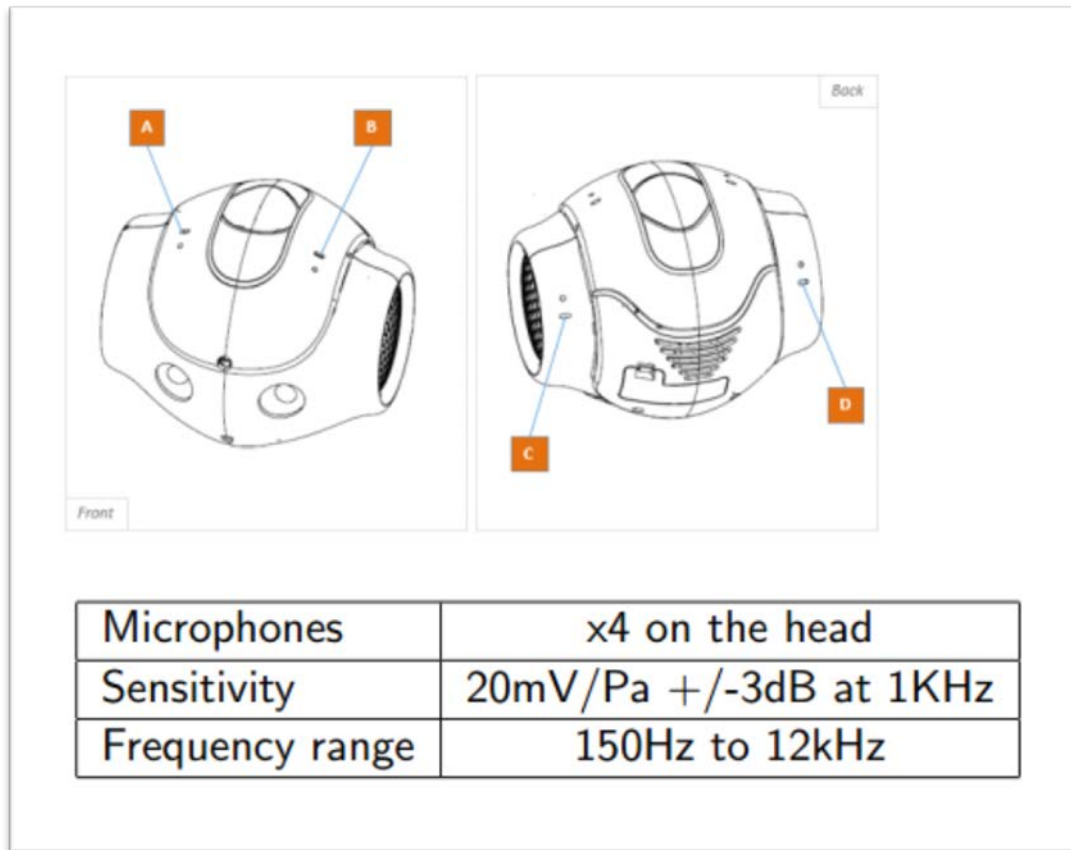 Back
A
B
C
D
Front
Microphones x4 on the head
Sensitivity 20mV/Pa +/-3dB at 1KHz
Frequency range 150Hz to 12kHz